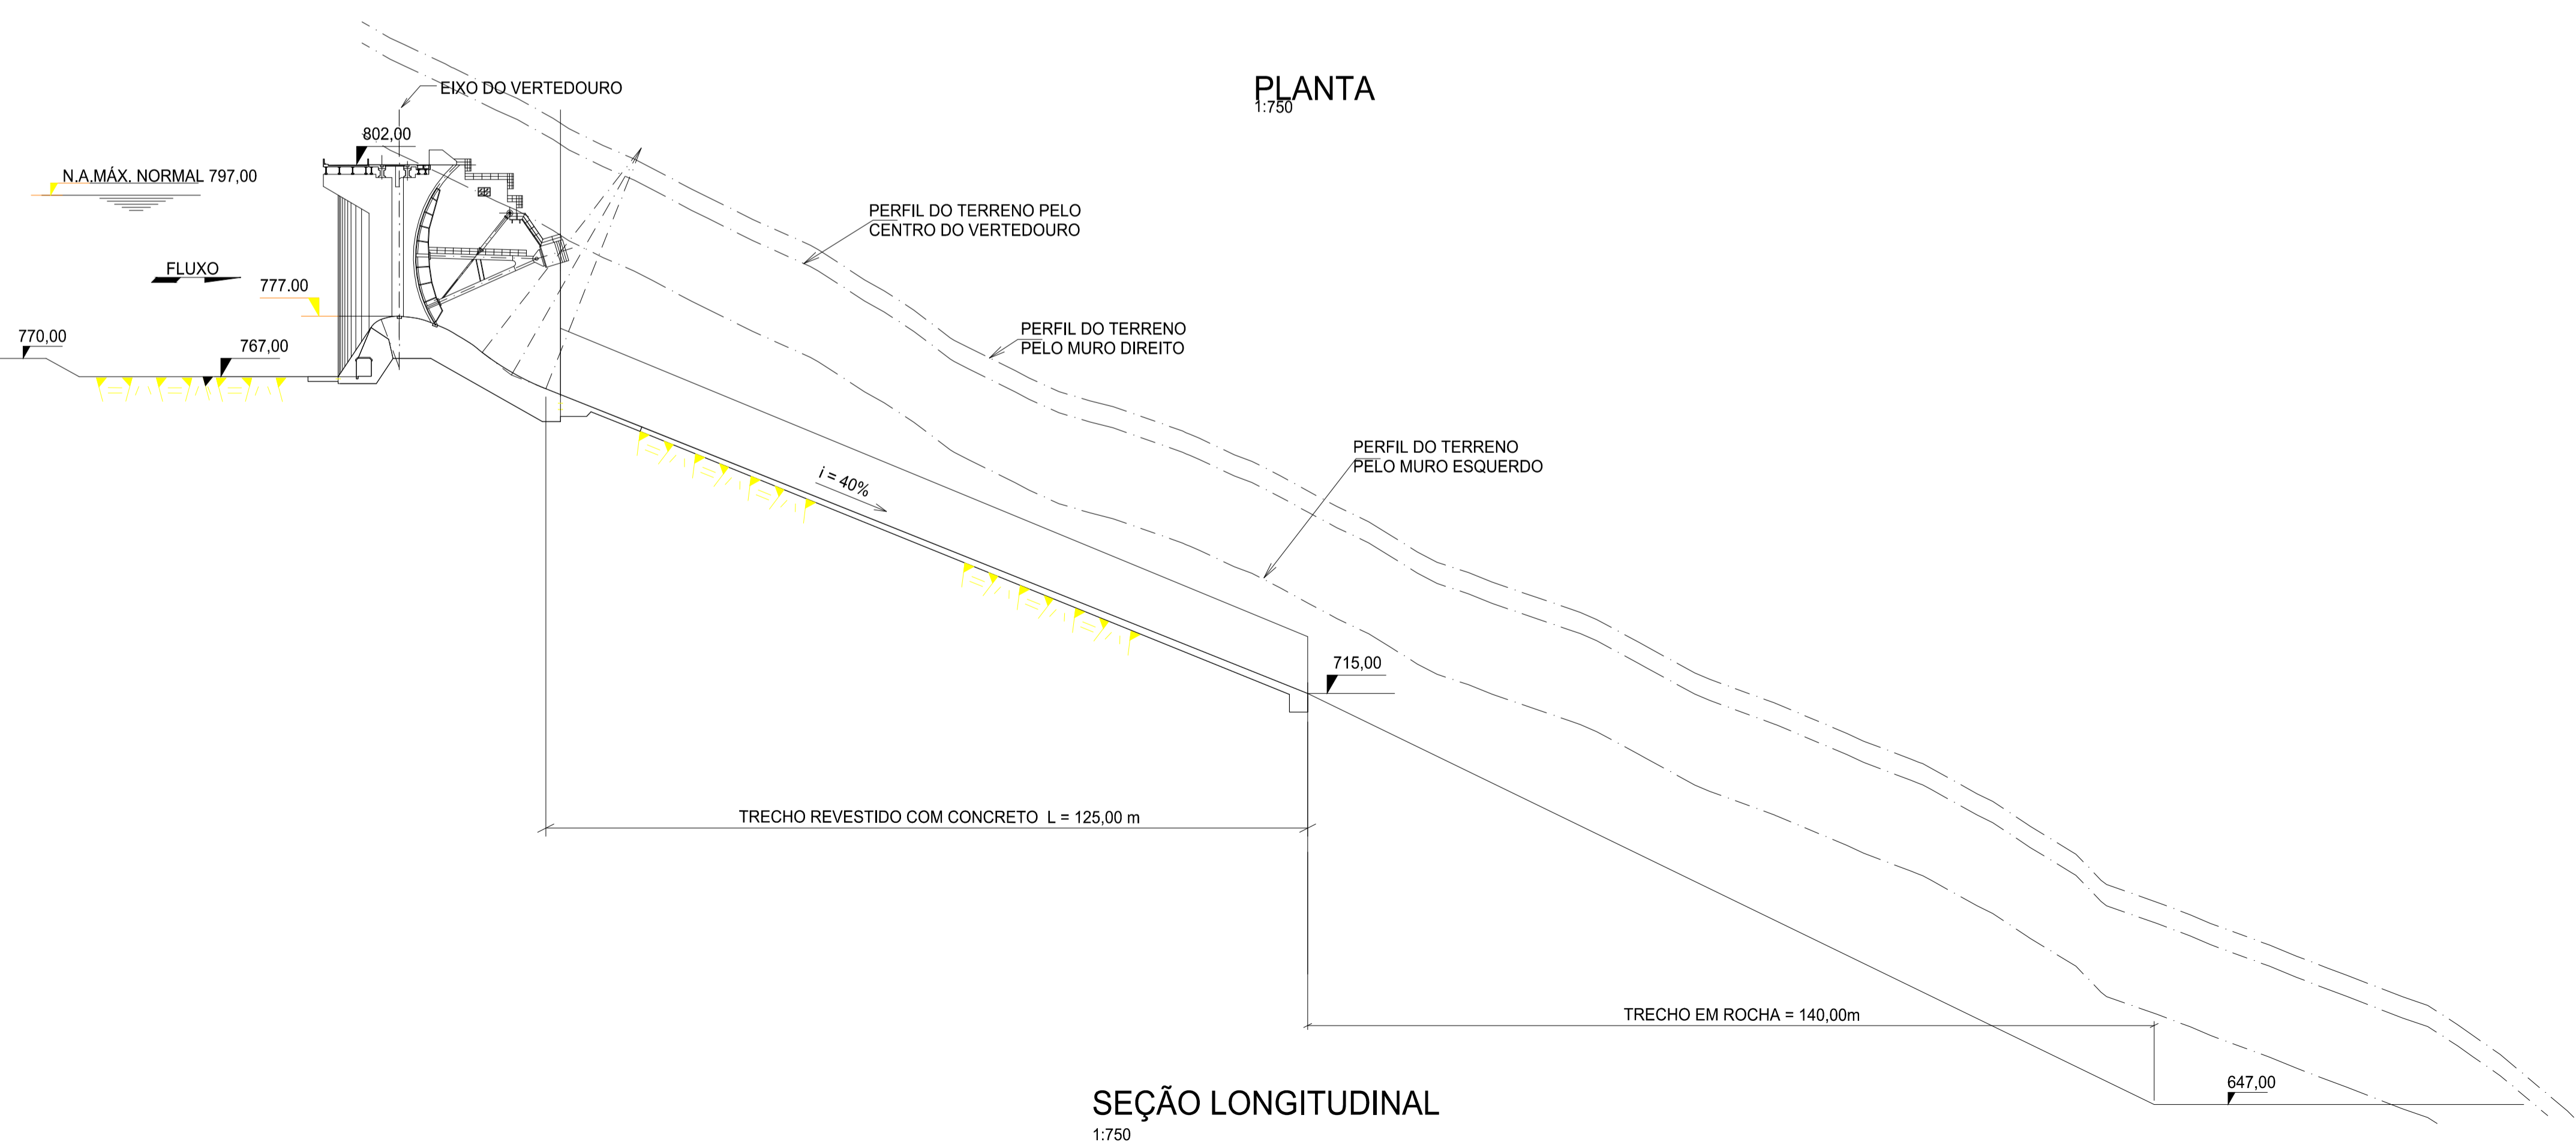 PLANTA
1:750
EIXO DO VERTEDOURO
802,00
N.A.MÁX. NORMAL 797,00
PERFIL DO TERRENO PELO
CENTRO DO VERTEDOURO
FLUXO
777.00
770,00
767,00
PERFIL DO TERRENO
PELO MURO DIREITO
PERFIL DO TERRENO
PELO MURO ESQUERDO
i = 40%
715,00
TRECHO REVESTIDO COM CONCRETO L = 125,00 m
TRECHO EM ROCHA = 140,00m
647,00
SEÇÃO LONGITUDINAL
1:750